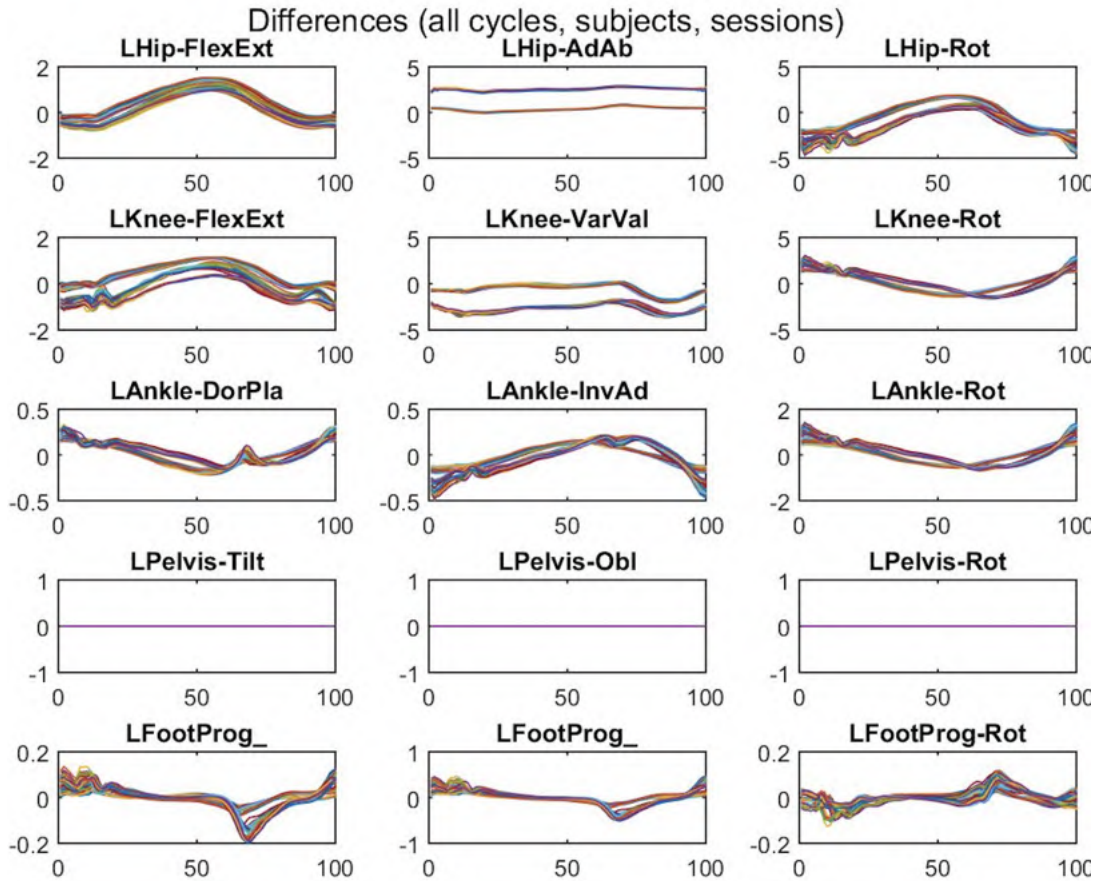 Differences (all cycles, subjects, sessions)
LHip-FlexExt LHip-AdAb LHip-Rot
2 5 5
0 0 0
-2 -5 -5
0 50 100 0 50 100 0 50 100
LKnee-FlexExt LKnee-VarVal LKnee-Rot
2 5 5
0 0 0
-2 -5 -5
0 50 100 0 50 100 0 50 100
LAnkle-DorPla LAnkle-InvAd LAnkle-Rot
0.5 0.5 2
0 0 0
-0.5 -0.5 -2
0 50 100 0 50 100 0 50 100
LPelvis-Tilt LPelvis-Obl LPelvis-Rot
1 1 1
0 0 0
-1 -1 -1
0 50 100 0 50 100 0 50 100
LFootProg_ LFootProg_ LFootProg-Rot
0.2 1 0.2
0 0 0
-0.2 -1 -0.2
0 50 100 0 50 100 0 50 100